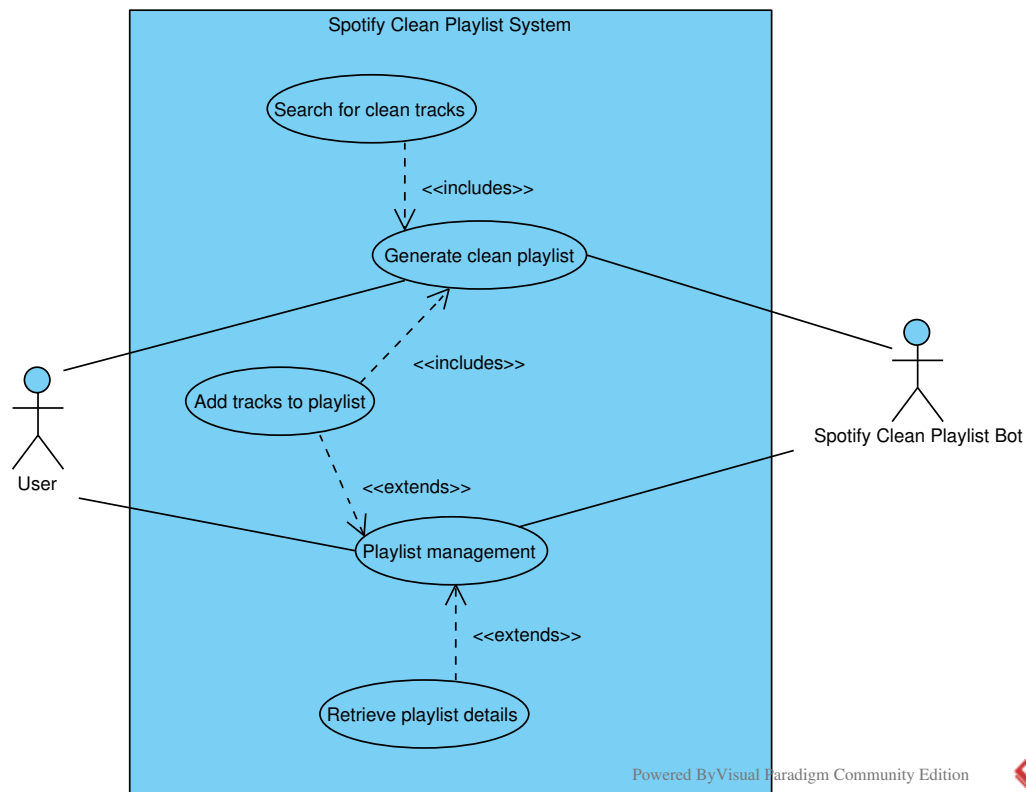 Spotify Clean Playlist System
Search for clean tracks
<<includes>>
Generate clean playlist
<<includes>>
Add tracks to playlist
Spotify Clean Playlist Bot
User
<<extends>>
Playlist management
<<extends>>
Retrieve playlist details
Powered ByVisual Paradigm Community Edition